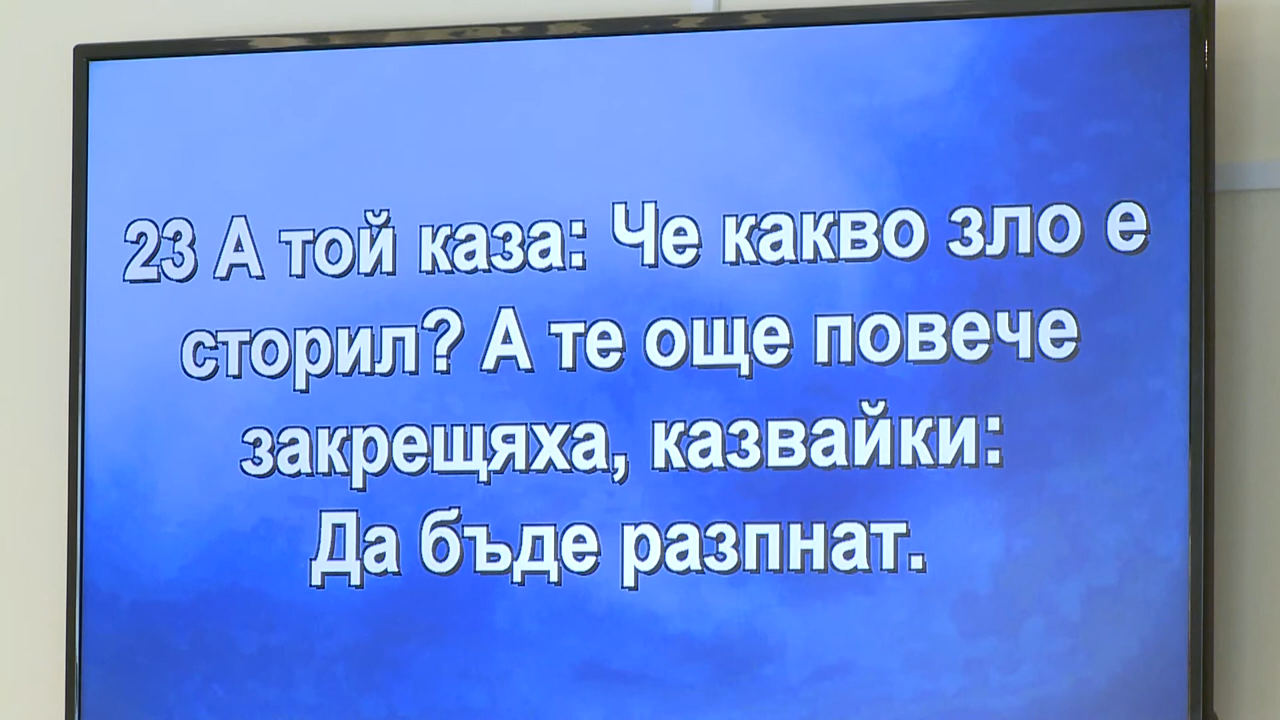 23 А той каза: Че какво зло е
сторил? А те още повече
закрещяха, казвайки:
Да бъде разпнат.